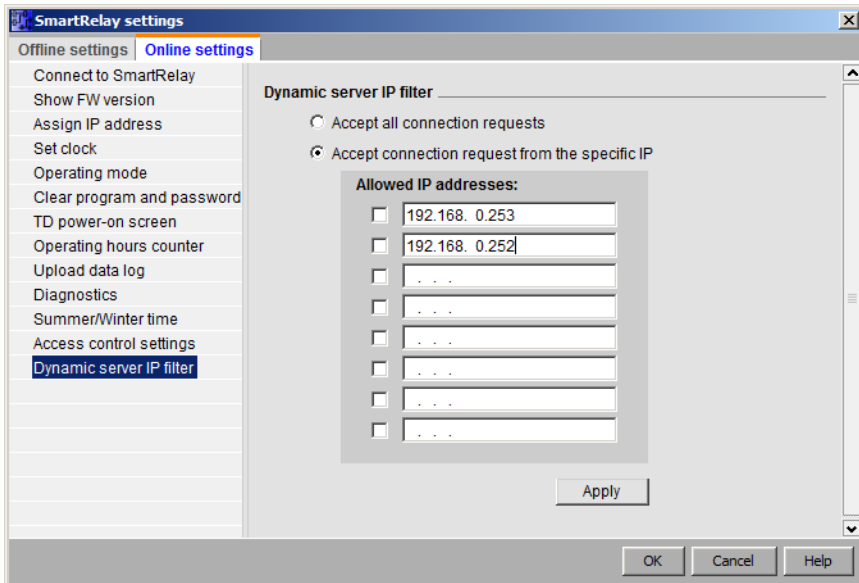 SmartRelay settings
Offline settings Online settings
Connect to SmartRelay
Show FW version
Assign IP address
Set clock
Operating mode
Clear program and password
TD power-on screen
Operating hours counter
Upload data log
Diagnostics
Summer/Winter time
Access control settings
Dynamic server IP filter
Dynamic server IP filter
Accept all connection requests
Accept connection request from the specific IP
Allowed IP addresses:
192.168. 0.253
192.168. 0.252
. . .
. . .
. . .
. . .
. . .
. . .
Apply
OK Cancel Help